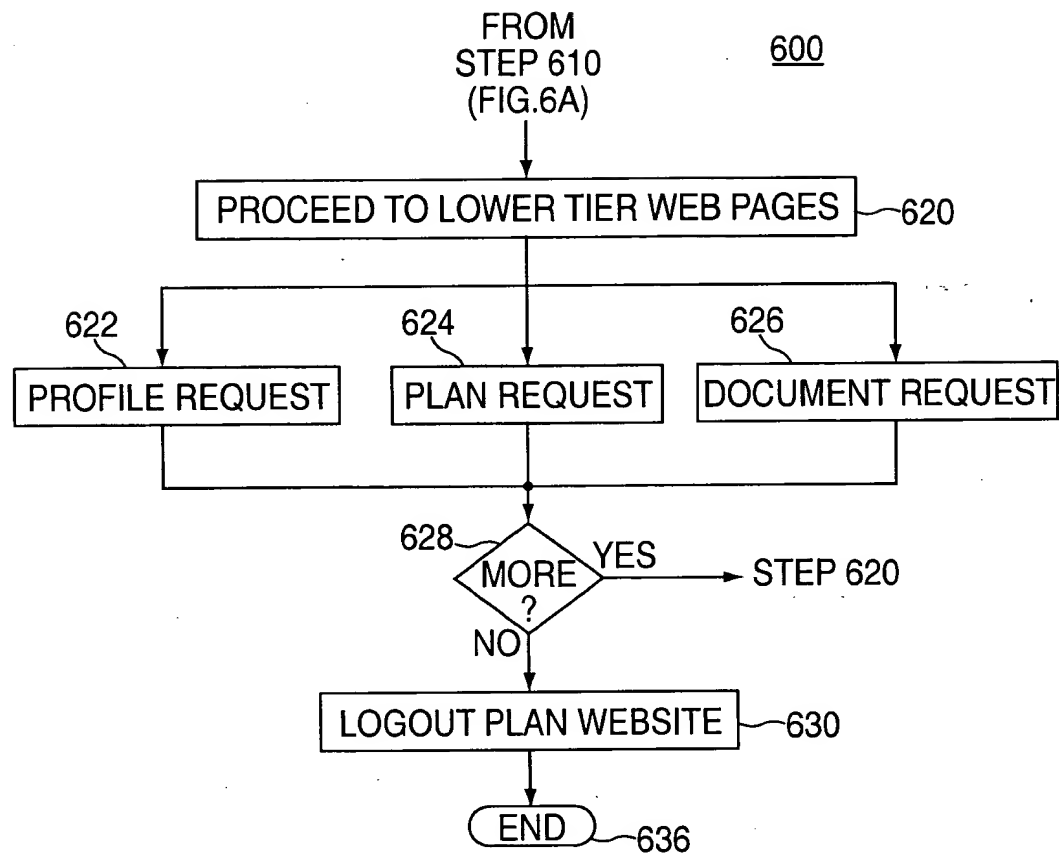 FROM
STEP 610
(FIG.6A)
600
PROCEED TO LOWER TIER WEB PAGES
620
622
624
626
PROFILE REQUEST
PLAN REQUEST
DOCUMENT REQUEST
628
YES
MORE
?
STEP 620
NO
LOGOUT PLAN WEBSITE
630
END
636